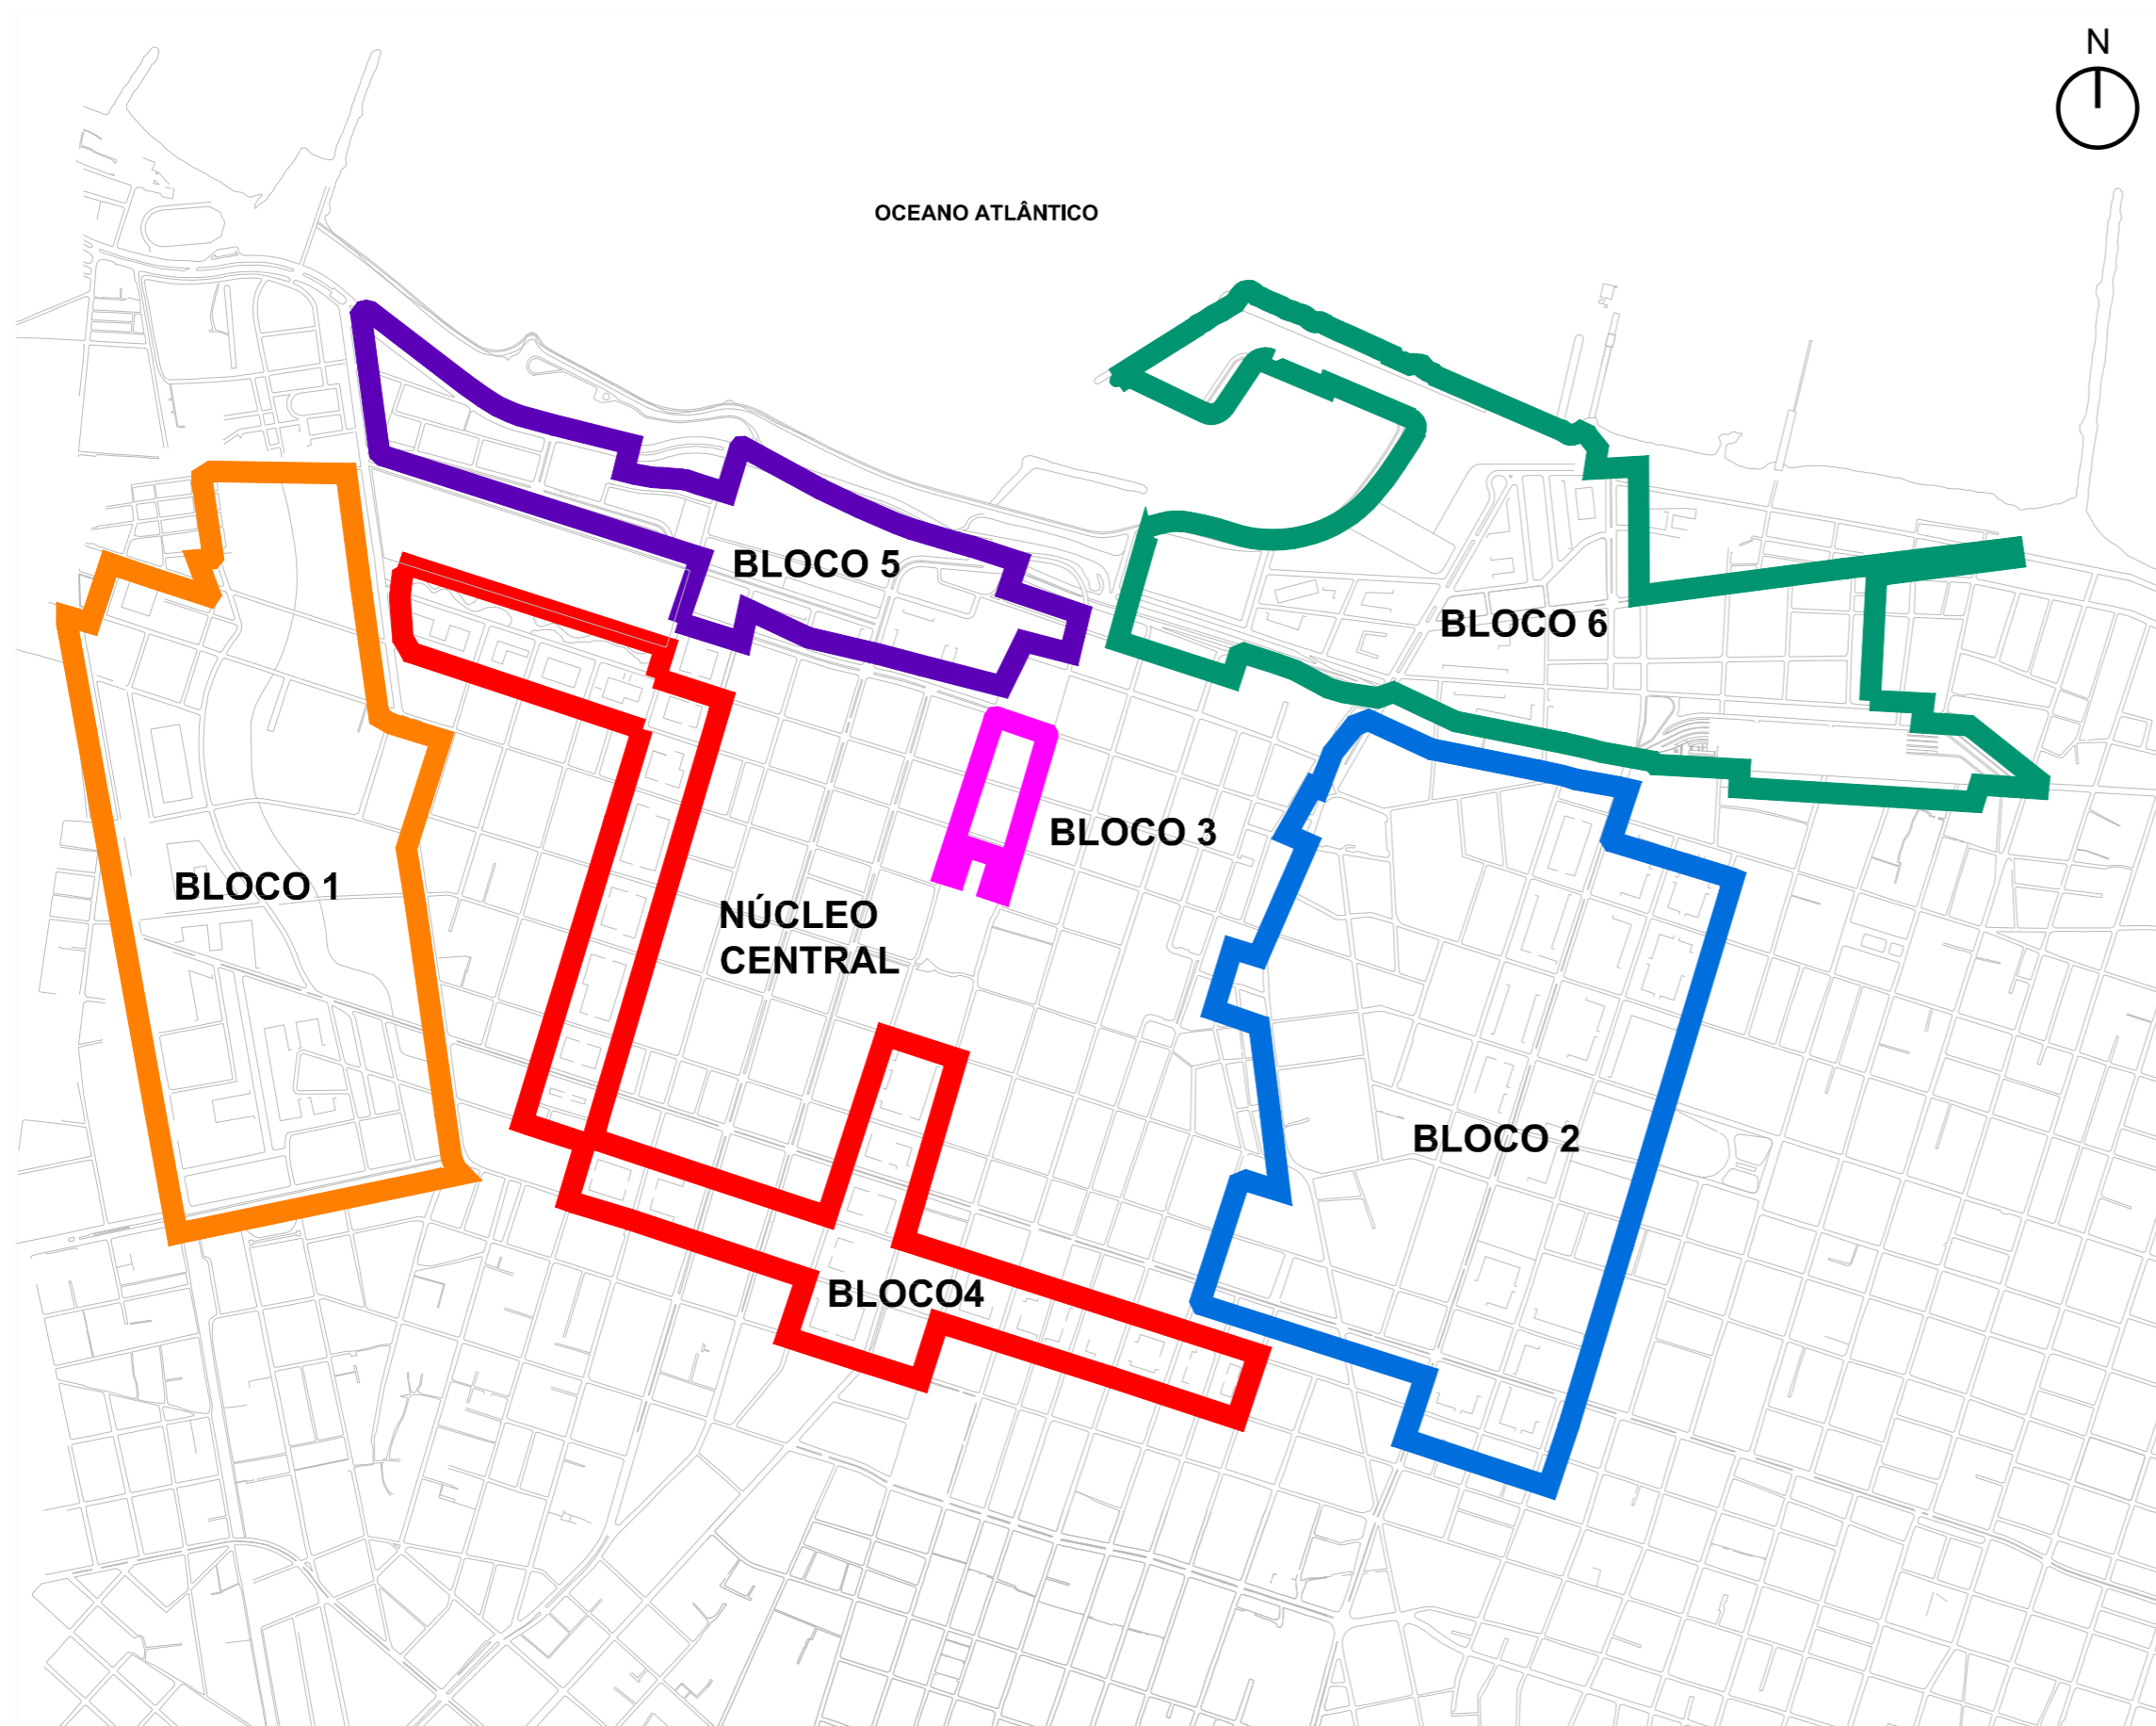 N
OCEANO ATLÂNTICO
BLOCO 5
BLOCO 6
BLOCO 3
BLOCO 1
NÚCLEO
CENTRAL
BLOCO 2
BLOCO4